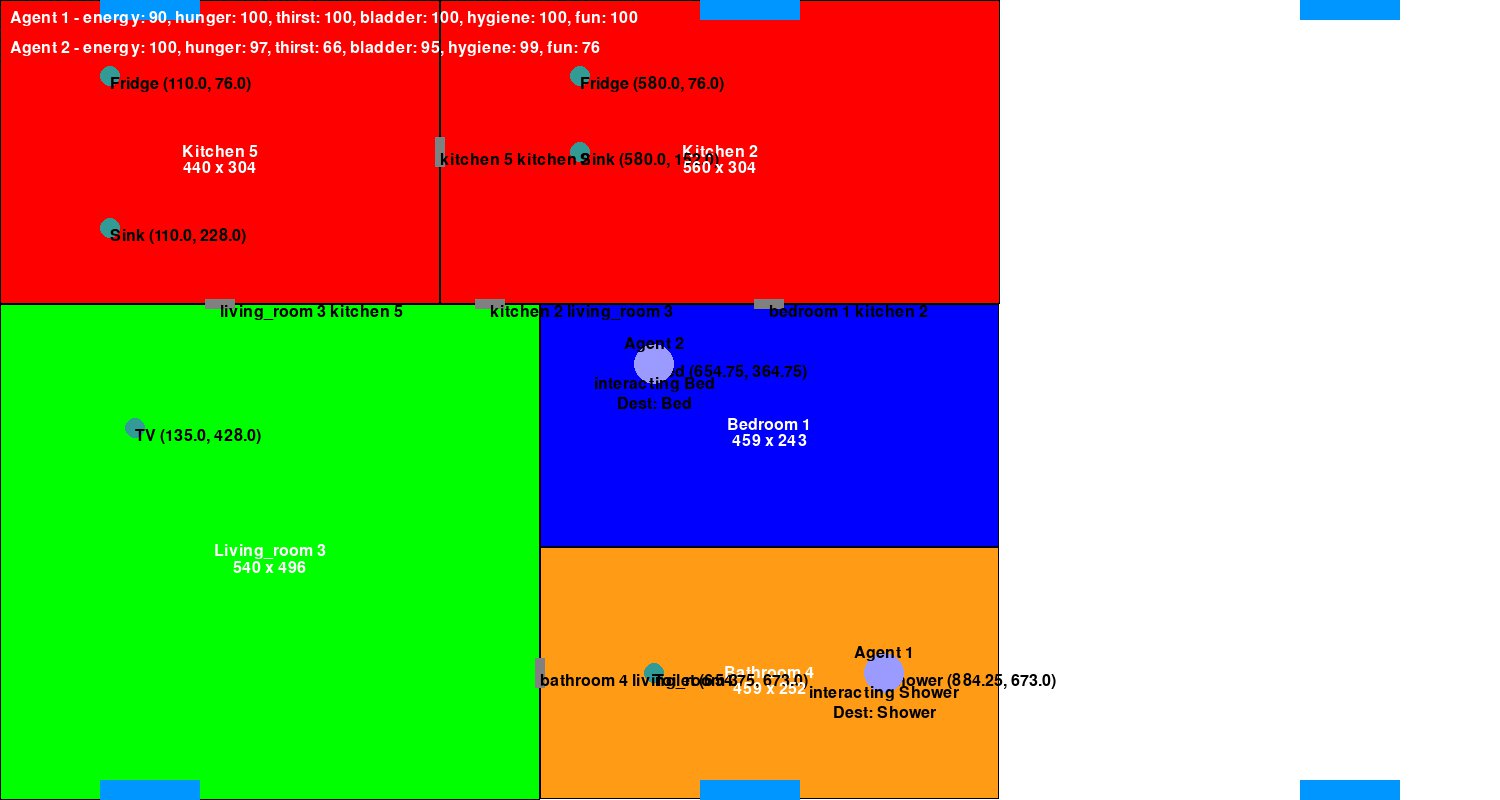 Agent 1 - energy: 90, hunger: 100, thirst: 100, bladder: 100, hygiene: 100, fun: 100
Agent 2 - energy: 100, hunger: 97, thirst: 66, bladder: 95, hygiene: 99, fun: 76
Fridge (110.0, 76.0)
Fridge (580.0, 76.0)
Kitchen 5
440 x 304
kitchen 5 kitchen 2
Sink (580.0,
Kitchen 2
560 x 304
Sink (110.0, 228.0)
living_room 3 kitchen 5
kitchen 2 living_room 3
bedroom 1 kitchen 2
Agent 2
(654.75, 364.75)
interacting Bed
Dest: Bed
Bedroom 1
459 x 243
TV (135.0, 428.0)
Living_room 3
540 x 496
Agent 1
Bathroom 4
459 x 252
bathroom 4 living_room 3
Toilet (654.75, 673.0)
(884.25, 673.0)
interacting Shower
Dest: Shower